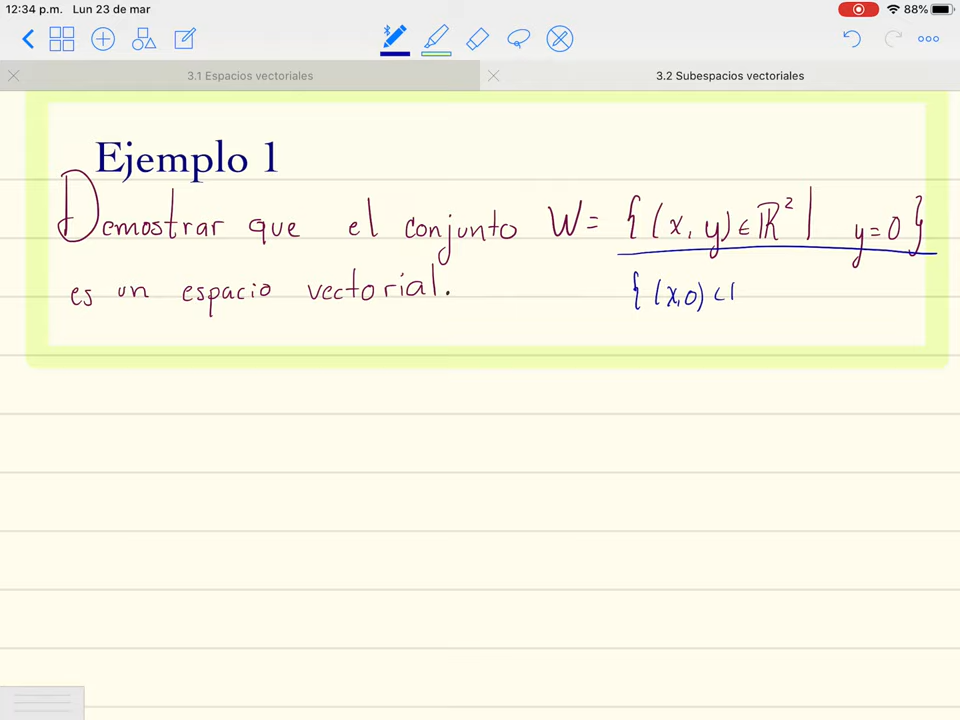 12:34 p.m. Lun 23 de mar 88%
3.1 Espacios vectoriales 3.2 Subespacios vectoriales
Ejemplo 1
Demostrar que el conjunto W = { (x, y) ∈ ℝ² | y = 0 }
es un espacio vectorial.
{ (x,0)